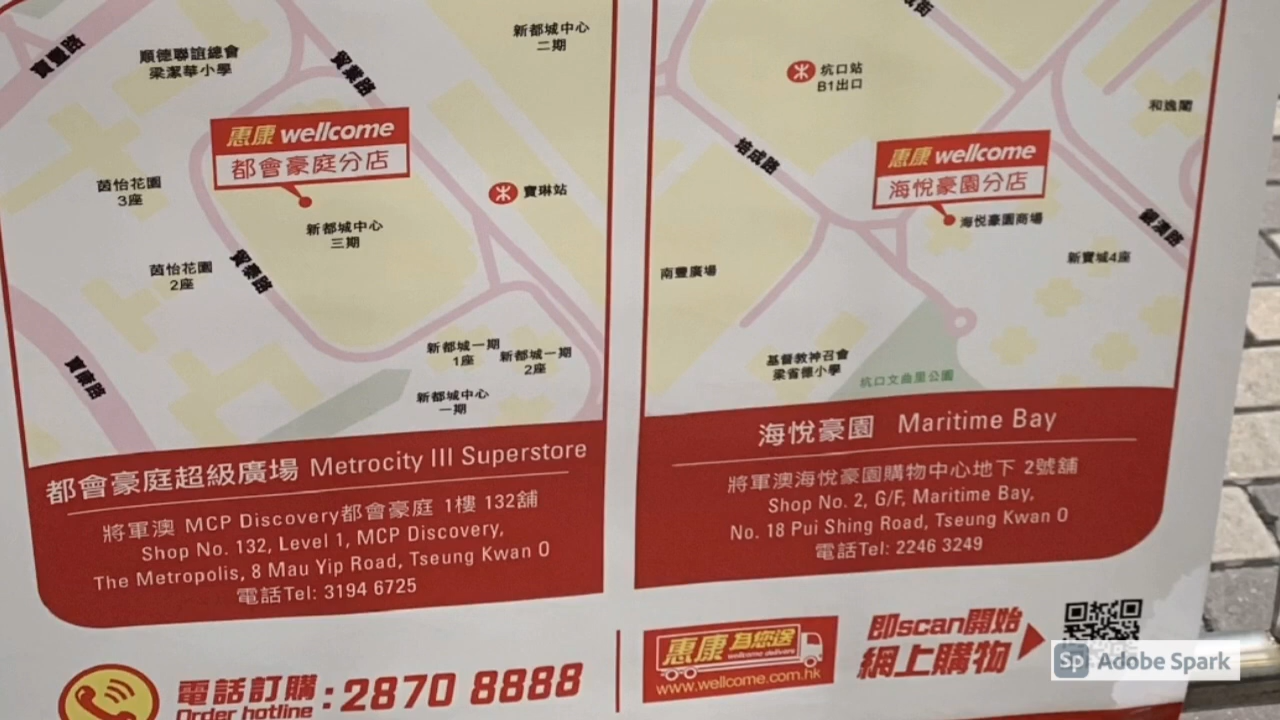 寶豐路
順德聯誼總會
梁潔華小學
貿業路
新都城中心
二期
惠康 wellcome
都會豪庭分店
茵怡花園
3座
寶琳站
新都城中心
三期
茵怡花園
2座
貿泰路
寶康路
新都城一期
1座
新都城一期
2座
新都城中心
一期
都會豪庭超級廣場 Metrocity III Superstore
將軍澳 MCP Discovery都會豪庭 1樓 132舖
Shop No. 132, Level 1, MCP Discovery,
The Metropolis, 8 Mau Yip Road, Tseung Kwan O
電話Tel: 3194 6725
坑口站
B1出口
和逸閣
培成路
惠康 wellcome
海悅豪園分店
海悅豪園商場
銀澳路
新寶城4座
南豐廣場
基督教神召會
梁省德小學
坑口文曲里公園
海悅豪園 Maritime Bay
將軍澳海悅豪園購物中心地下 2號舖
Shop No. 2, G/F, Maritime Bay,
No. 18 Pui Shing Road, Tseung Kwan O
電話Tel: 2246 3249
電話訂購:2870 8888
Order hotline
惠康 為您送
wellcome delivers
www.wellcome.com.hk
即scan開始
網上購物
Sp Adobe Spark